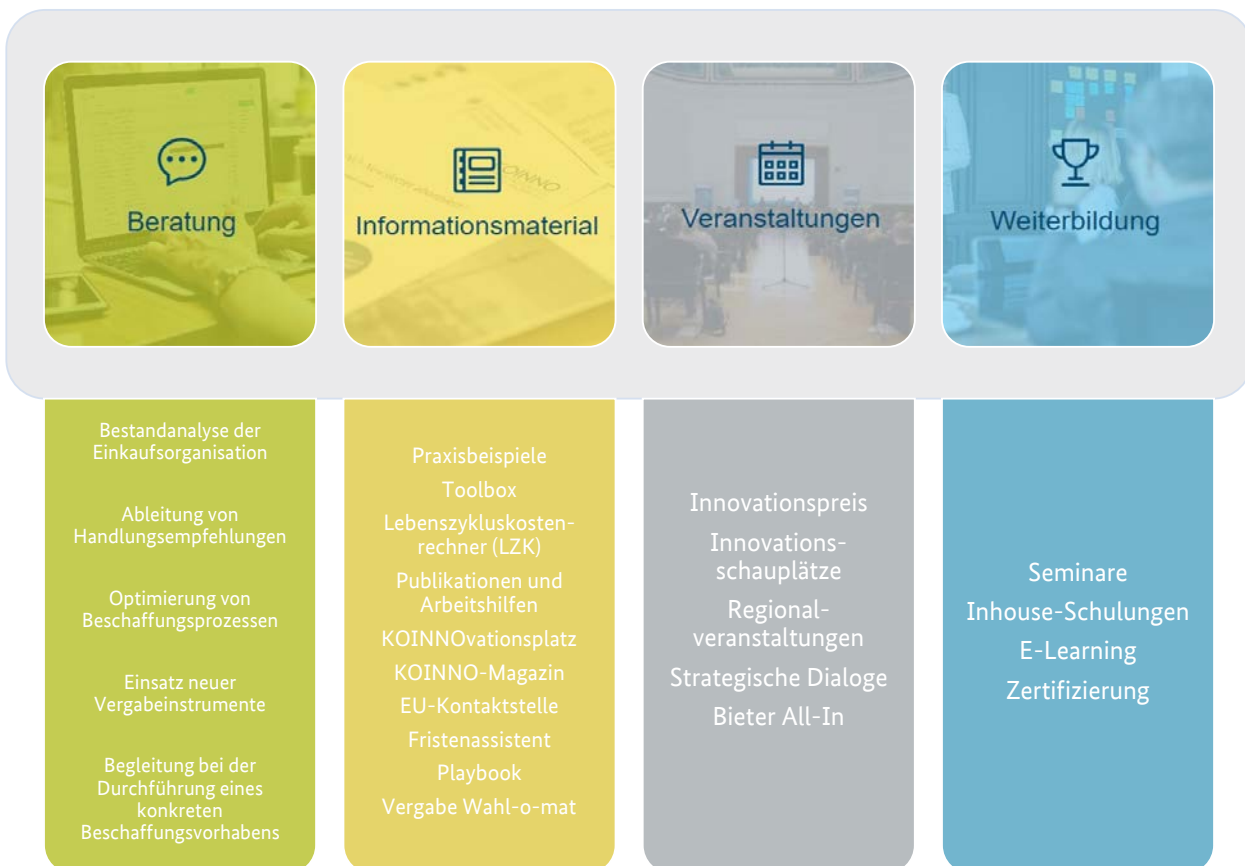 Beratung
Informationsmaterial
KOINNO
Veranstaltungen
Weiterbildung
Bestandanalyse der
Einkaufsorganisation
Ableitung von
Handlungsempfehlungen
Optimierung von
Beschaffungsprozessen
Einsatz neuer
Vergabeinstrumente
Begleitung bei der
Durchführung eines
konkreten
Beschaffungsvorhabens
Praxisbeispiele
Toolbox
Lebenszykluskosten-
rechner (LZK)
Publikationen und
Arbeitshilfen
KOINNOvationsplatz
KOINNO-Magazin
EU-Kontaktstelle
Fristenassistent
Playbook
Vergabe Wahl-o-mat
Innovationspreis
Innovations-
schauplätze
Regional-
veranstaltungen
Strategische Dialoge
Bieter All-In
Seminare
Inhouse-Schulungen
E-Learning
Zertifizierung